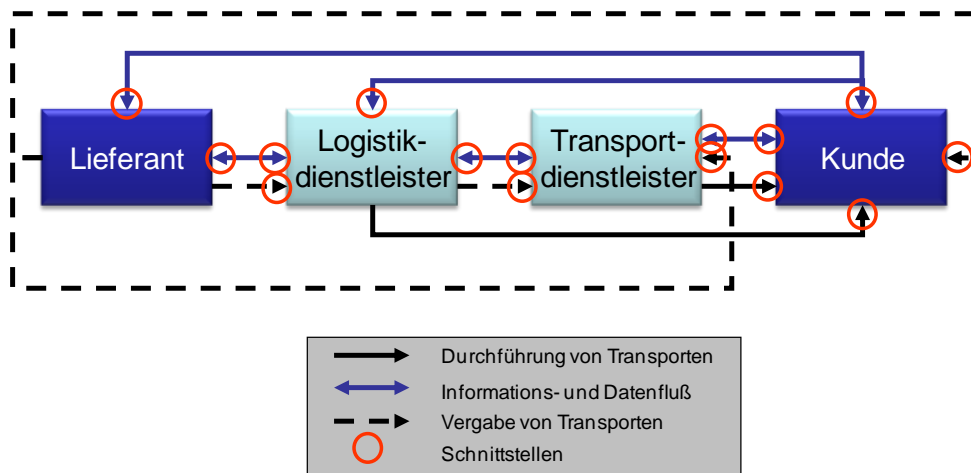 Lieferant
Logistik-
dienstleister
Transport-
dienstleister
Kunde
Durchführung von Transporten
Informations- und Datenfluß
Vergabe von Transporten
Schnittstellen